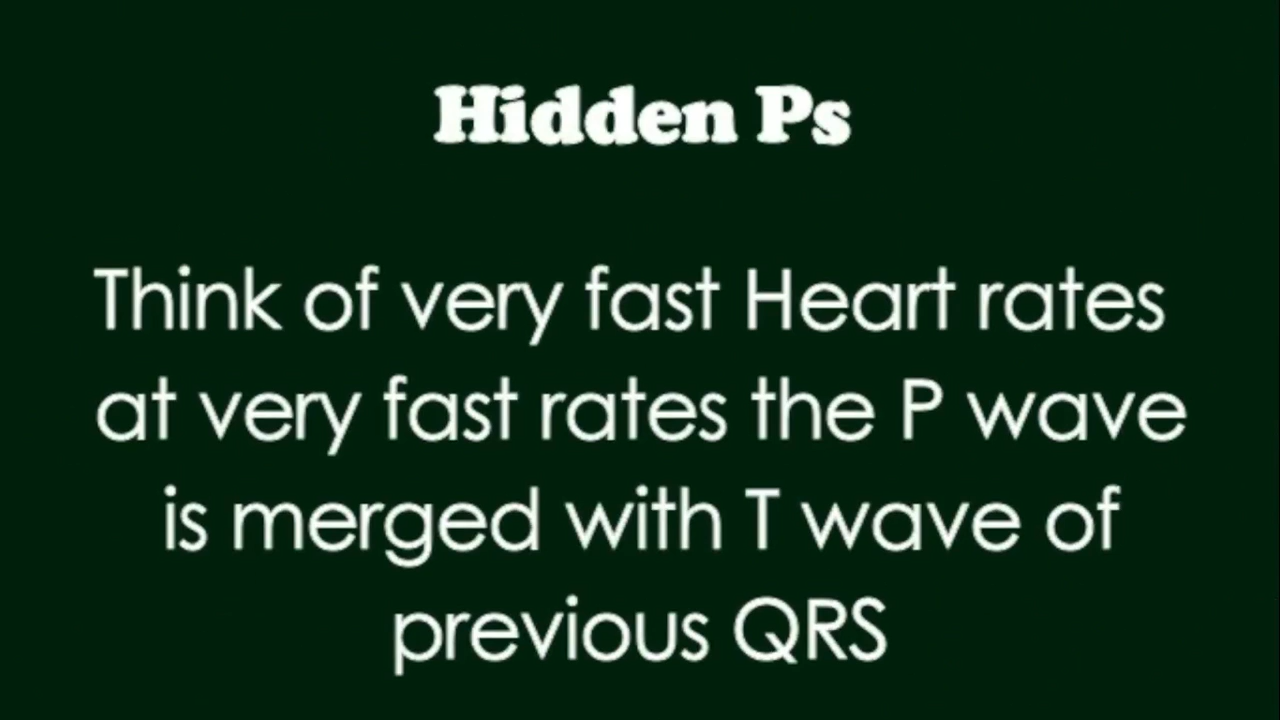 Hidden Ps
Think of very fast Heart rates
at very fast rates the P wave
is merged with T wave of
previous QRS